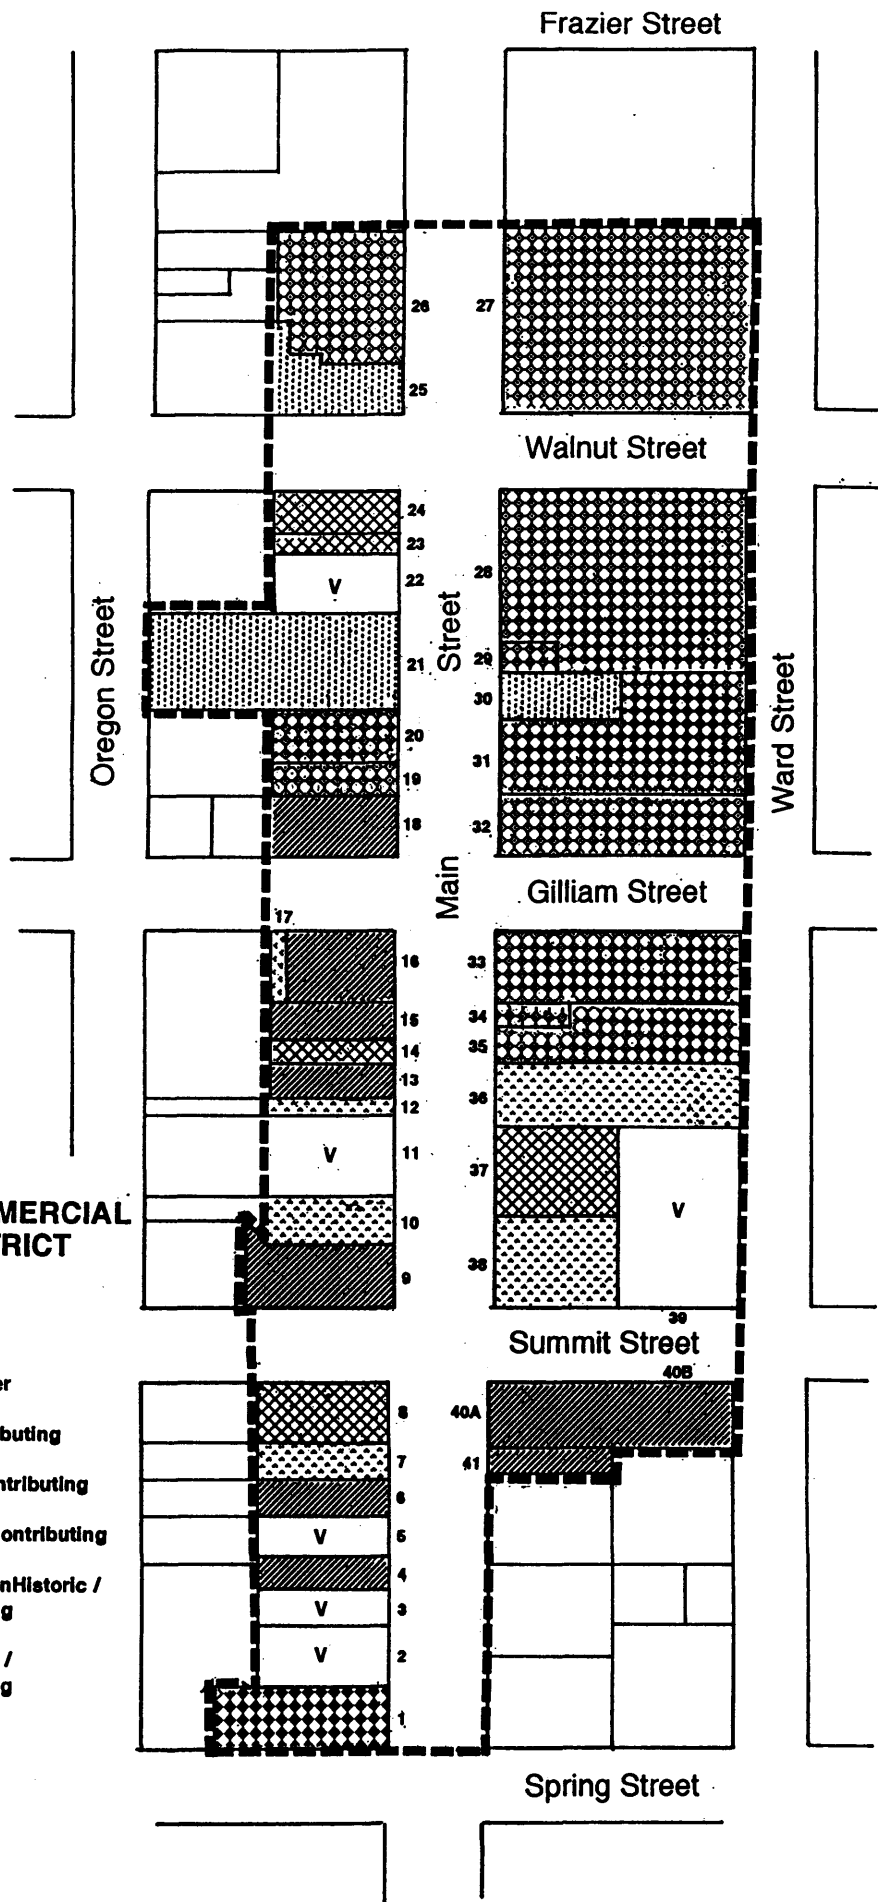 Frazier Street
26
27
25
Walnut Street
24
23
22
V
28
Oregon Street
Street
21
29
30
Ward Street
20
31
19
18
32
Main
Gilliam Street
17
16
33
15
34
14
35
13
36
12
11
V
37
10
V
MERCIAL
TRICT
9
38
39
Summit Street
40B
8
40A
7
41
6
5
V
4
3
V
2
V
1
er
buting
ntributing
ontributing
nHistoric /
g
/
g
Spring Street